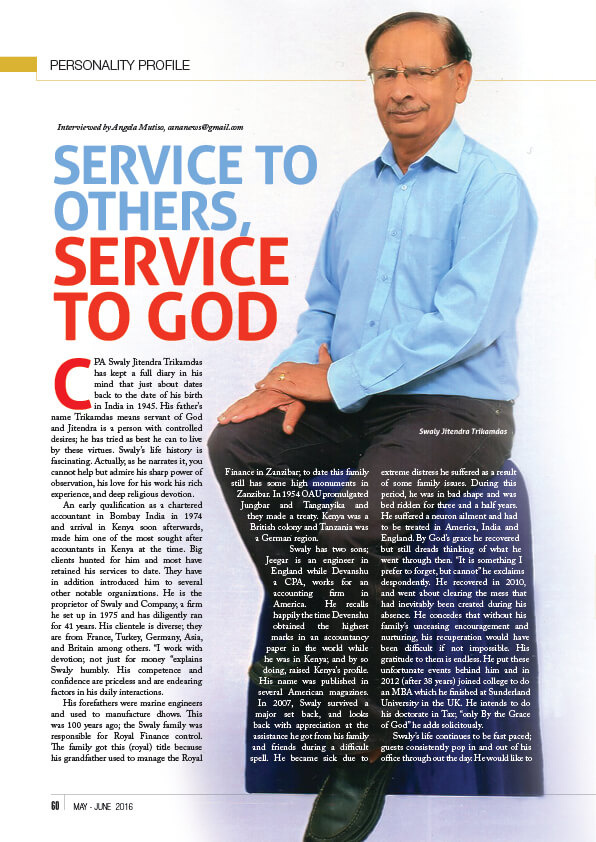 PERSONALITY PROFILE
Interviewed by Angela Mutiso, cananews@gmail.com
SERVICE TO
OTHERS,
SERVICE
TO GOD
CPA Swaly Jitendra Trikamdas
has kept a full diary in his
mind that just about dates
back to the date of his birth
in India in 1945. His father's
name Trikamdas means servant of God
and Jitendra is a person with controlled
desires; he has tried as best he can to live
by these virtues. Swaly's life history is
fascinating. Actually, as he narrates it, you
cannot help but admire his sharp power of
observation, his love for his work his rich
experience, and deep religious devotion.
An early qualification as a chartered
accountant in Bombay India in 1974
and arrival in Kenya soon afterwards,
made him one of the most sought after
accountants in Kenya at the time. Big
clients hunted for him and most have
retained his services to date. They have
in addition introduced him to several
other notable organizations. He is the
proprietor of Swaly and Company, a firm
he set up in 1975 and has diligently ran
for 41 years. His clientele is diverse; they
are from France, Turkey, Germany, Asia,
and Britain among others. “I work with
devotion; not just for money “explains
Swaly humbly. His competence and
confidence are priceless and are endearing
factors in his daily interactions.
His forefathers were marine engineers
and used to manufacture dhows. This
was 100 years ago; the Swaly family was
responsible for Royal Finance control.
The family got this (royal) title because
his grandfather used to manage the Royal
Finance in Zanzibar; to date this family
still has some high monuments in
Zanzibar. In 1954 OAU promulgated
Jungbar and Tanganyika and
they made a treaty. Kenya was a
British colony and Tanzania was
a German region.
Swaly has two sons;
Jeegar is an engineer in
England while Devanshu
a CPA, works for an
accounting firm in
America. He recalls
happily the time Devenshu
obtained the highest
marks in an accountancy
paper in the world while
he was in Kenya; and by so
doing, raised Kenya's profile.
His name was published in
several American magazines.
In 2007, Swaly survived a
major set back, and looks
back with appreciation at the
assistance he got from his family
and friends during a difficult
spell. He became sick due to
Swaly Jitendra Trikamdas
extreme distress he suffered as a result
of some family issues. During this
period, he was in bad shape and was
bed ridden for three and a half years.
He suffered a neuron ailment and had
to be treated in America, India and
England. By God's grace he recovered
but still dreads thinking of what he
went through then. “It is something I
prefer to forget, but cannot” he exclaims
despondently. He recovered in 2010,
and went about clearing the mess that
had inevitably been created during his
absence. He concedes that without his
family's unceasing encouragement and
nurturing, his recuperation would have
been difficult if not impossible. His
gratitude to them is endless. He put these
unfortunate events behind him and in
2012 (after 38 years) joined college to do
an MBA which he finished at Sunderland
University in the UK. He intends to do
his doctorate in Tax; “only By the Grace
of God” he adds solicitously.
Swaly's life continues to be fast paced;
guests consistently pop in and out of his
office through out the day. He would like to
60 MAY - JUNE 2016